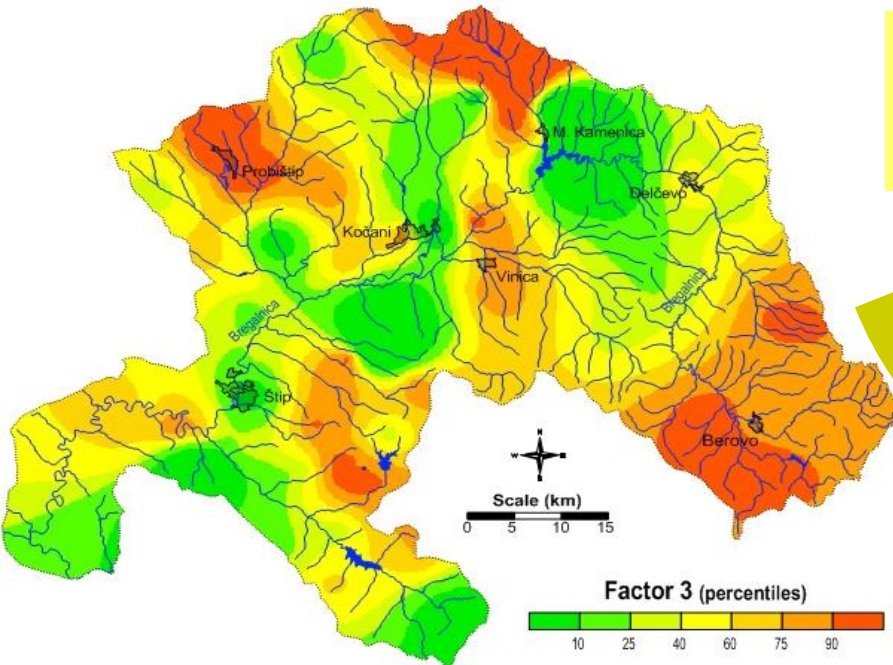 M. Kamenica
Probištip
Delčevo
Kočani
Vinica
Bregalnica
Bregalnica
Štip
Berovo
N
W E
S
Scale (km)
0 5 10 15
Factor 3 (percentiles)
10 25 40 60 75 90